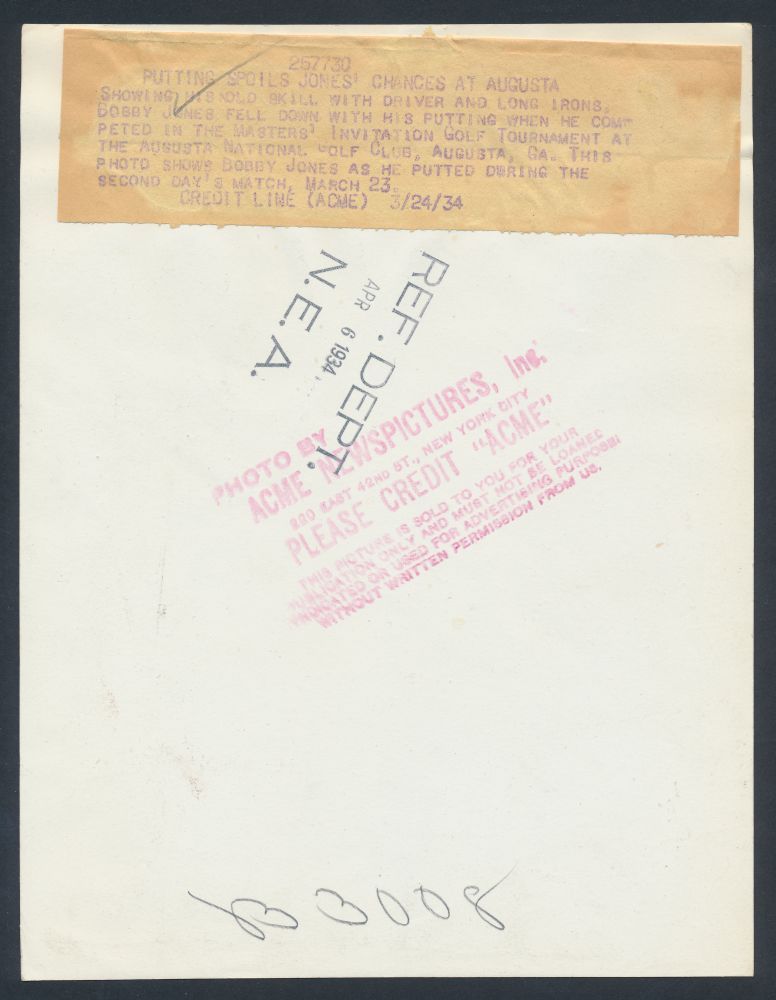 267730
PUTTING SPOILS JONES' CHANCES AT AUGUSTA
SHOWING HIS OLD SKILL WITH DRIVER AND LONG IRONS,
BOBBY JONES FELL DOWN WITH HIS PUTTING WHEN HE COM-
PETED IN THE MASTERS' INVITATION GOLF TOURNAMENT AT
THE AUGUSTA NATIONAL GOLF CLUB, AUGUSTA, GA. THIS
PHOTO SHOWS BOBBY JONES AS HE PUTTED DURING THE
SECOND DAY'S MATCH, MARCH 23.
CREDIT LINE (ACME) 3/24/34
REF. DEPT.
APR 6 1934
N.E.A.
PHOTO BY
ACME NEWSPICTURES, Inc.
220 EAST 42ND ST., NEW YORK CITY
PLEASE CREDIT "ACME"
THIS PICTURE IS SOLD TO YOU FOR YOUR
PUBLICATION ONLY AND MUST NOT BE LOANED
SYNDICATED OR USED FOR ADVERTISING PURPOSES
WITHOUT WRITTEN PERMISSION FROM US.
B3008